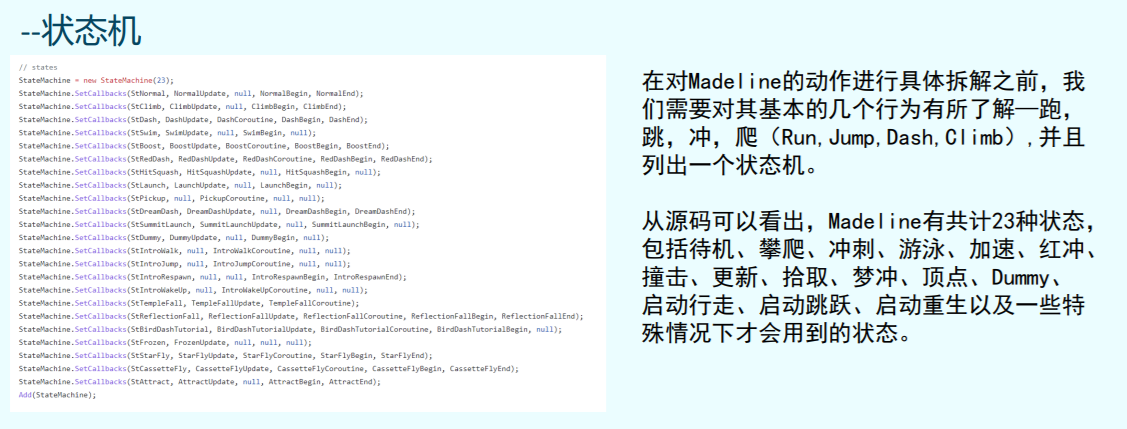 --状态机
// states
StateMachine = new StateMachine(23);
StateMachine.SetCallbacks(StNormal, NormalUpdate, null, NormalBegin, NormalEnd);
StateMachine.SetCallbacks(StClimb, ClimbUpdate, null, ClimbBegin, ClimbEnd);
StateMachine.SetCallbacks(StDash, DashUpdate, DashCoroutine, DashBegin, DashEnd);
StateMachine.SetCallbacks(StSwim, SwimUpdate, null, SwimBegin, null);
StateMachine.SetCallbacks(StBoost, BoostUpdate, BoostCoroutine, BoostBegin, BoostEnd);
StateMachine.SetCallbacks(StRedDash, RedDashUpdate, RedDashCoroutine, RedDashBegin, RedDashEnd);
StateMachine.SetCallbacks(StHitSquash, HitSquashUpdate, null, HitSquashBegin, null);
StateMachine.SetCallbacks(StLaunch, LaunchUpdate, null, LaunchBegin, null);
StateMachine.SetCallbacks(StPickup, null, PickupCoroutine, null, null);
StateMachine.SetCallbacks(StDreamDash, DreamDashUpdate, null, DreamDashBegin, DreamDashEnd);
StateMachine.SetCallbacks(StSummitLaunch, SummitLaunchUpdate, null, SummitLaunchBegin, null);
StateMachine.SetCallbacks(StDummy, DummyUpdate, null, DummyBegin, null);
StateMachine.SetCallbacks(StIntroWalk, null, IntroWalkCoroutine, null, null);
StateMachine.SetCallbacks(StIntroJump, null, IntroJumpCoroutine, null, null);
StateMachine.SetCallbacks(StIntroRespawn, null, null, IntroRespawnBegin, IntroRespawnEnd);
StateMachine.SetCallbacks(StIntroWakeUp, null, IntroWakeUpCoroutine, null, null);
StateMachine.SetCallbacks(StTempleFall, TempleFallUpdate, TempleFallCoroutine);
StateMachine.SetCallbacks(StReflectionFall, ReflectionFallUpdate, ReflectionFallCoroutine, ReflectionFallBegin, ReflectionFallEnd);
StateMachine.SetCallbacks(StBirdDashTutorial, BirdDashTutorialUpdate, BirdDashTutorialCoroutine, BirdDashTutorialBegin, null);
StateMachine.SetCallbacks(StFrozen, FrozenUpdate, null, null, null);
StateMachine.SetCallbacks(StStarFly, StarFlyUpdate, StarFlyCoroutine, StarFlyBegin, StarFlyEnd);
StateMachine.SetCallbacks(StCassetteFly, CassetteFlyUpdate, CassetteFlyCoroutine, CassetteFlyBegin, CassetteFlyEnd);
StateMachine.SetCallbacks(StAttract, AttractUpdate, null, AttractBegin, AttractEnd);
Add(StateMachine);
在对Madeline的动作进行具体拆解之前，我
们需要对其基本的几个行为有所了解—跑，
跳，冲，爬（Run,Jump,Dash,Climb）,并且
列出一个状态机。
从源码可以看出，Madeline有共计23种状态，
包括待机、攀爬、冲刺、游泳、加速、红冲、
撞击、更新、拾取、梦冲、顶点、Dummy、
启动行走、启动跳跃、启动重生以及一些特
殊情况下才会用到的状态。